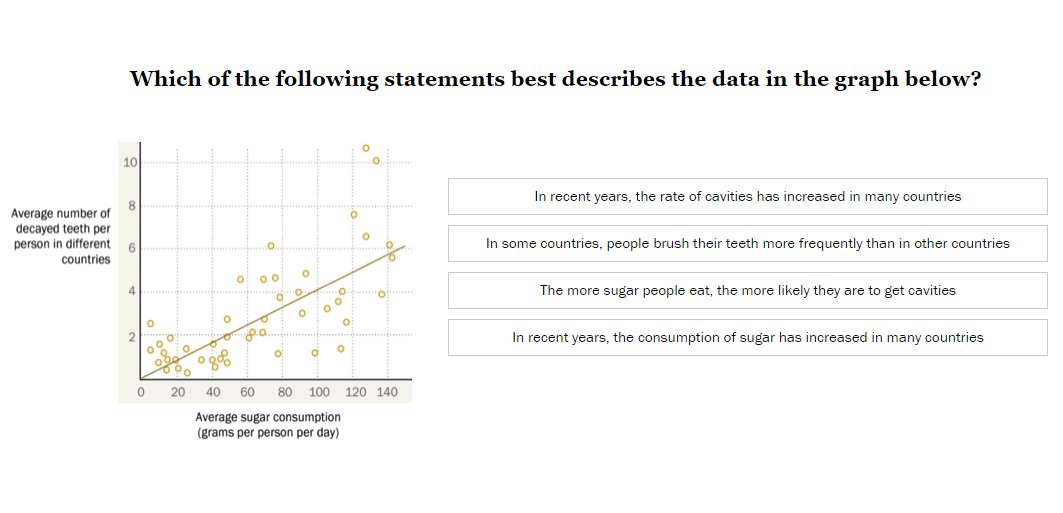 Which of the following statements best describes the data in the graph below?
Average number of
decayed teeth per
person in different
countries
10
8
6
4
2
0 20 40 60 80 100 120 140
Average sugar consumption
(grams per person per day)
In recent years, the rate of cavities has increased in many countries
In some countries, people brush their teeth more frequently than in other countries
The more sugar people eat, the more likely they are to get cavities
In recent years, the consumption of sugar has increased in many countries